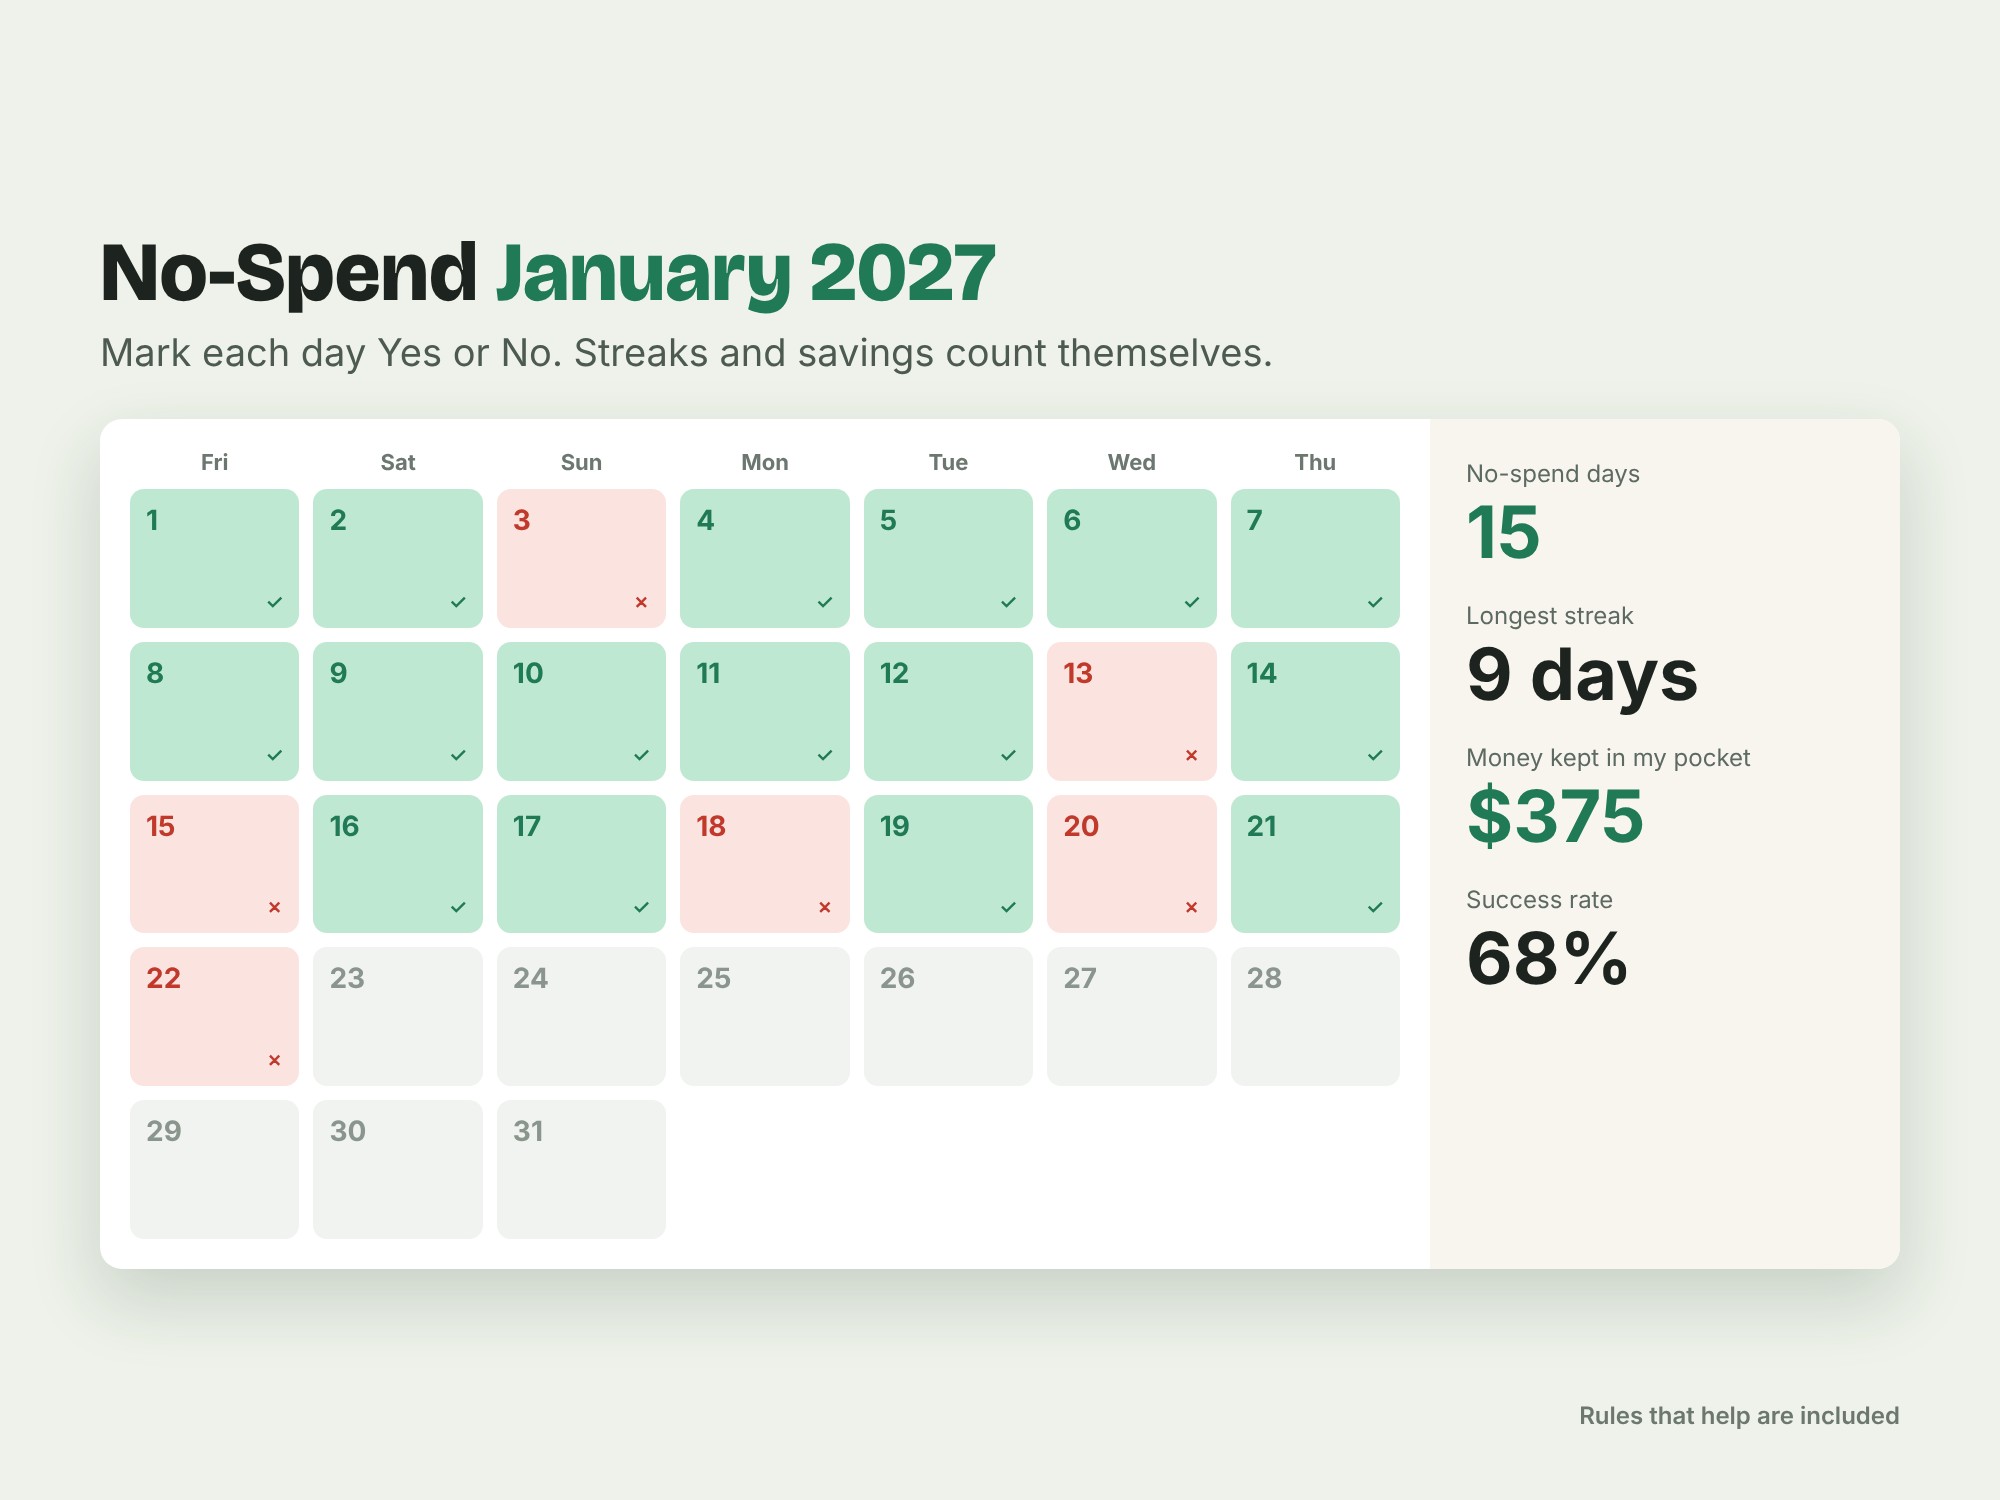 No-Spend January 2027
Mark each day Yes or No. Streaks and savings count themselves.
Fri Sat Sun Mon Tue Wed Thu
1 2 3 4 5 6 7
✓ ✓ × ✓ ✓ ✓ ✓
8 9 10 11 12 13 14
✓ ✓ ✓ ✓ ✓ × ✓
15 16 17 18 19 20 21
× ✓ ✓ × ✓ × ✓
22 23 24 25 26 27 28
×
29 30 31
No-spend days
15
Longest streak
9 days
Money kept in my pocket
$375
Success rate
68%
Rules that help are included